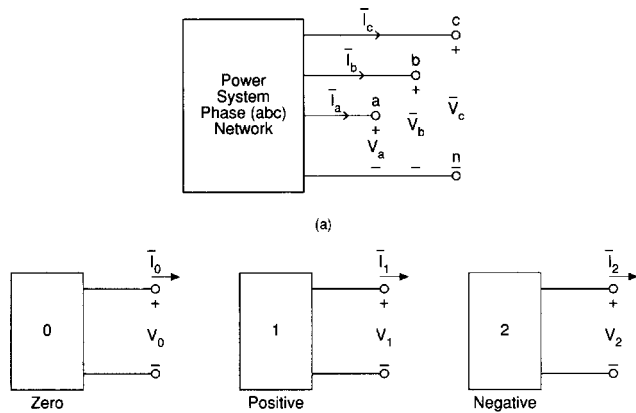 Ī_c c
+
Ī_b b
Power
System
Phase (abc)
Network
+
Ī_a a
V̄_c
+
V̄_b
V_a
n
– – –
(a)
Ī_0 Ī_1 Ī_2
+ + +
0 V_0 1 V_1 2 V_2
– – –
Zero Positive Negative